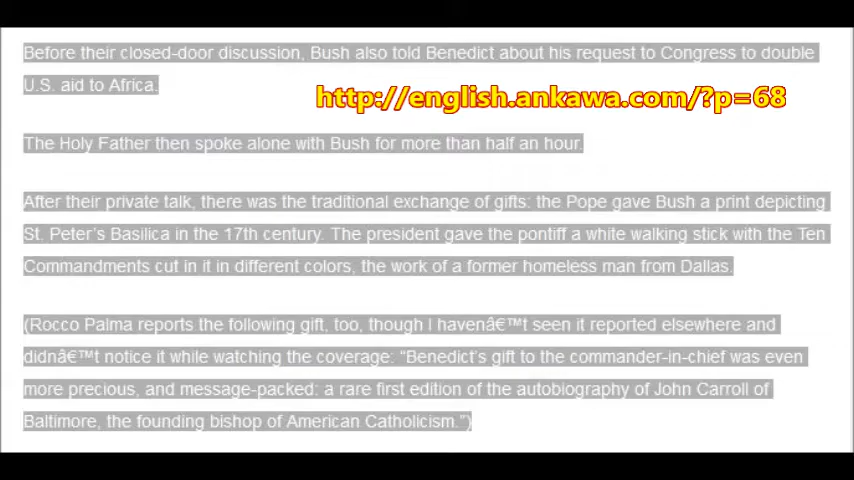 Before their closed-door discussion, Bush also told Benedict about his request to Congress to double
U.S. aid to Africa.
http://english.ankawa.com/?p=68
The Holy Father then spoke alone with Bush for more than half an hour.
After their private talk, there was the traditional exchange of gifts: the Pope gave Bush a print depicting
St. Peter's Basilica in the 17th century. The president gave the pontiff a white walking stick with the Ten
Commandments cut in it in different colors, the work of a former homeless man from Dallas.
(Rocco Palma reports the following gift, too, though I havenâ€™t seen it reported elsewhere and
didnâ€™t notice it while watching the coverage: "Benedict's gift to the commander-in-chief was even
more precious, and message-packed: a rare first edition of the autobiography of John Carroll of
Baltimore, the founding bishop of American Catholicism.")